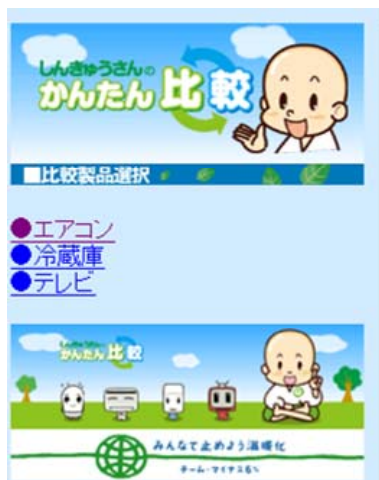 しんきゅうさんの
かんたん比較
■比較製品選択
●エアコン
●冷蔵庫
●テレビ
しんきゅうさんの
かんたん比較
みんなで止めよう温暖化
チーム・マイナス6%